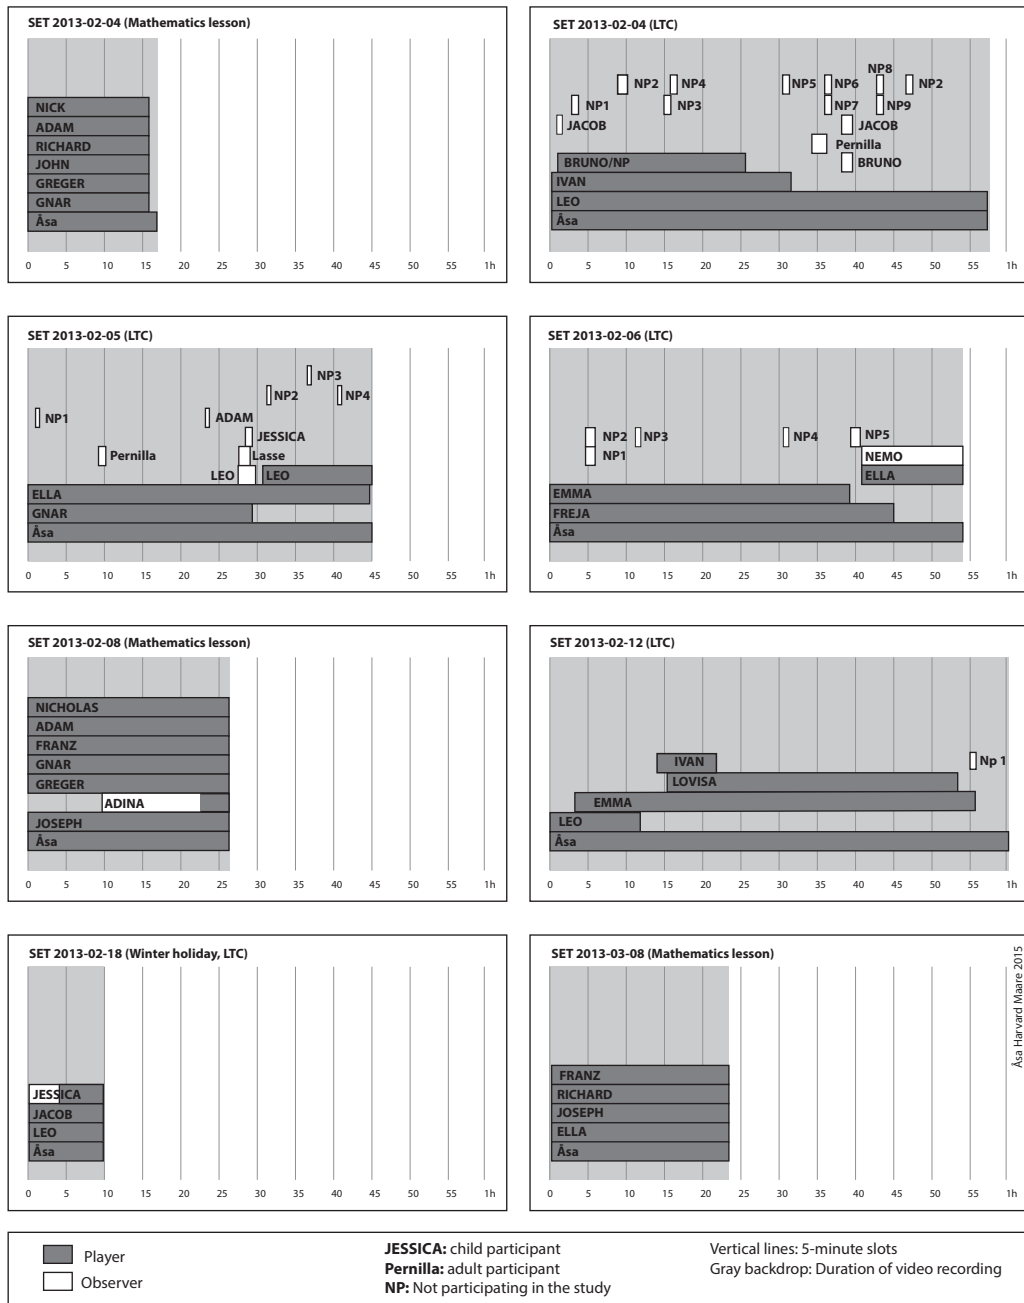 SET 2013-02-04 (Mathematics lesson)
NICK
ADAM
RICHARD
JOHN
GREGER
GNAR
Åsa
0 5 10 15 20 25 30 35 40 45 50 55 1h
SET 2013-02-04 (LTC)
NP8
NP2 NP4 NP5 NP6 NP2
NP1 NP3 NP7 NP9
JACOB JACOB
Pernilla
BRUNO/NP BRUNO
IVAN
LEO
Åsa
0 5 10 15 20 25 30 35 40 45 50 55 1h
SET 2013-02-05 (LTC)
NP3
NP2 NP4
NP1 ADAM
JESSICA
Pernilla Lasse
LEO LEO
ELLA
GNAR
Åsa
0 5 10 15 20 25 30 35 40 45 50 55 1h
SET 2013-02-06 (LTC)
NP2 NP3 NP4 NP5
NP1 NEMO
ELLA
EMMA
FREJA
Åsa
0 5 10 15 20 25 30 35 40 45 50 55 1h
SET 2013-02-08 (Mathematics lesson)
NICHOLAS
ADAM
FRANZ
GNAR
GREGER
ADINA
JOSEPH
Åsa
0 5 10 15 20 25 30 35 40 45 50 55 1h
SET 2013-02-12 (LTC)
IVAN Np 1
LOVISA
EMMA
LEO
Åsa
0 5 10 15 20 25 30 35 40 45 50 55 1h
SET 2013-02-18 (Winter holiday, LTC)
JESSICA
JACOB
LEO
Åsa
0 5 10 15 20 25 30 35 40 45 50 55 1h
SET 2013-03-08 (Mathematics lesson)
FRANZ
RICHARD
JOSEPH
ELLA
Åsa
0 5 10 15 20 25 30 35 40 45 50 55 1h
Åsa Harvard Maare 2015
Player
Observer
JESSICA: child participant
Pernilla: adult participant
NP: Not participating in the study
Vertical lines: 5-minute slots
Gray backdrop: Duration of video recording